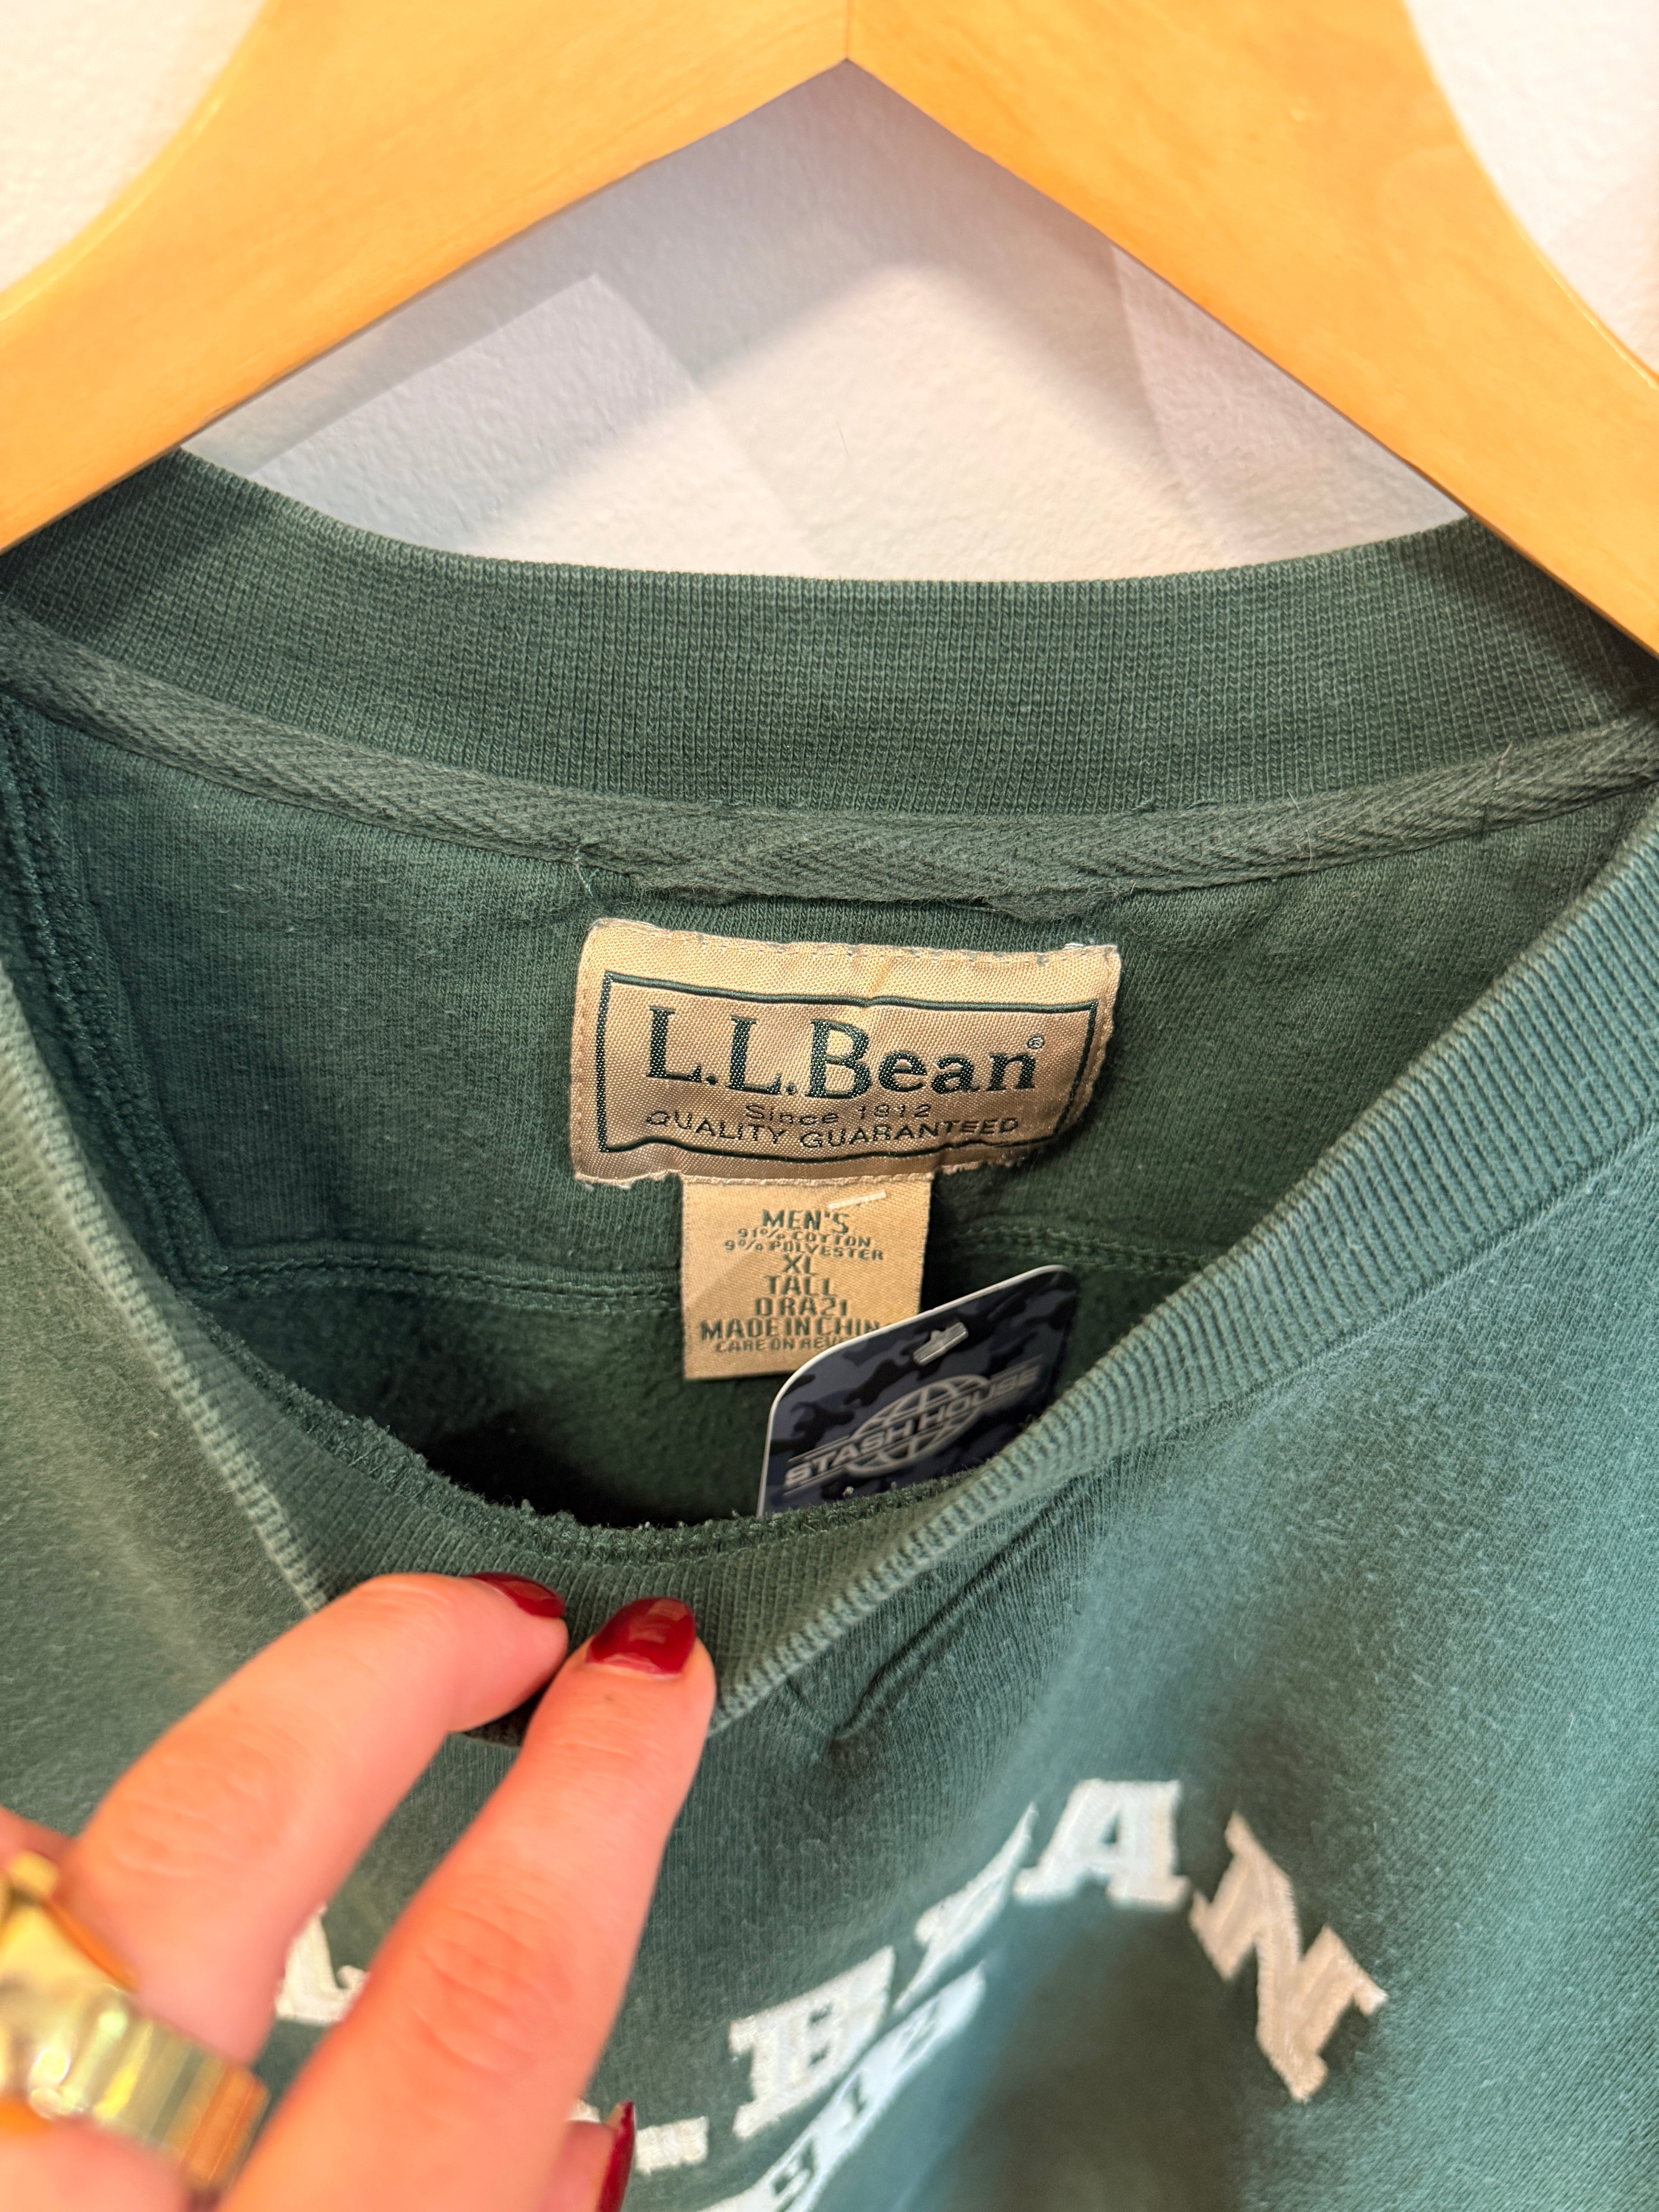 L.L.Bean®
Since 1912
QUALITY GUARANTEED
MEN'S
91% COTTON
9% POLYESTER
XL
TALL
0RA21
MADE IN CHIN
CARE ON REV
STASH HOUSE
L.L.BEAN